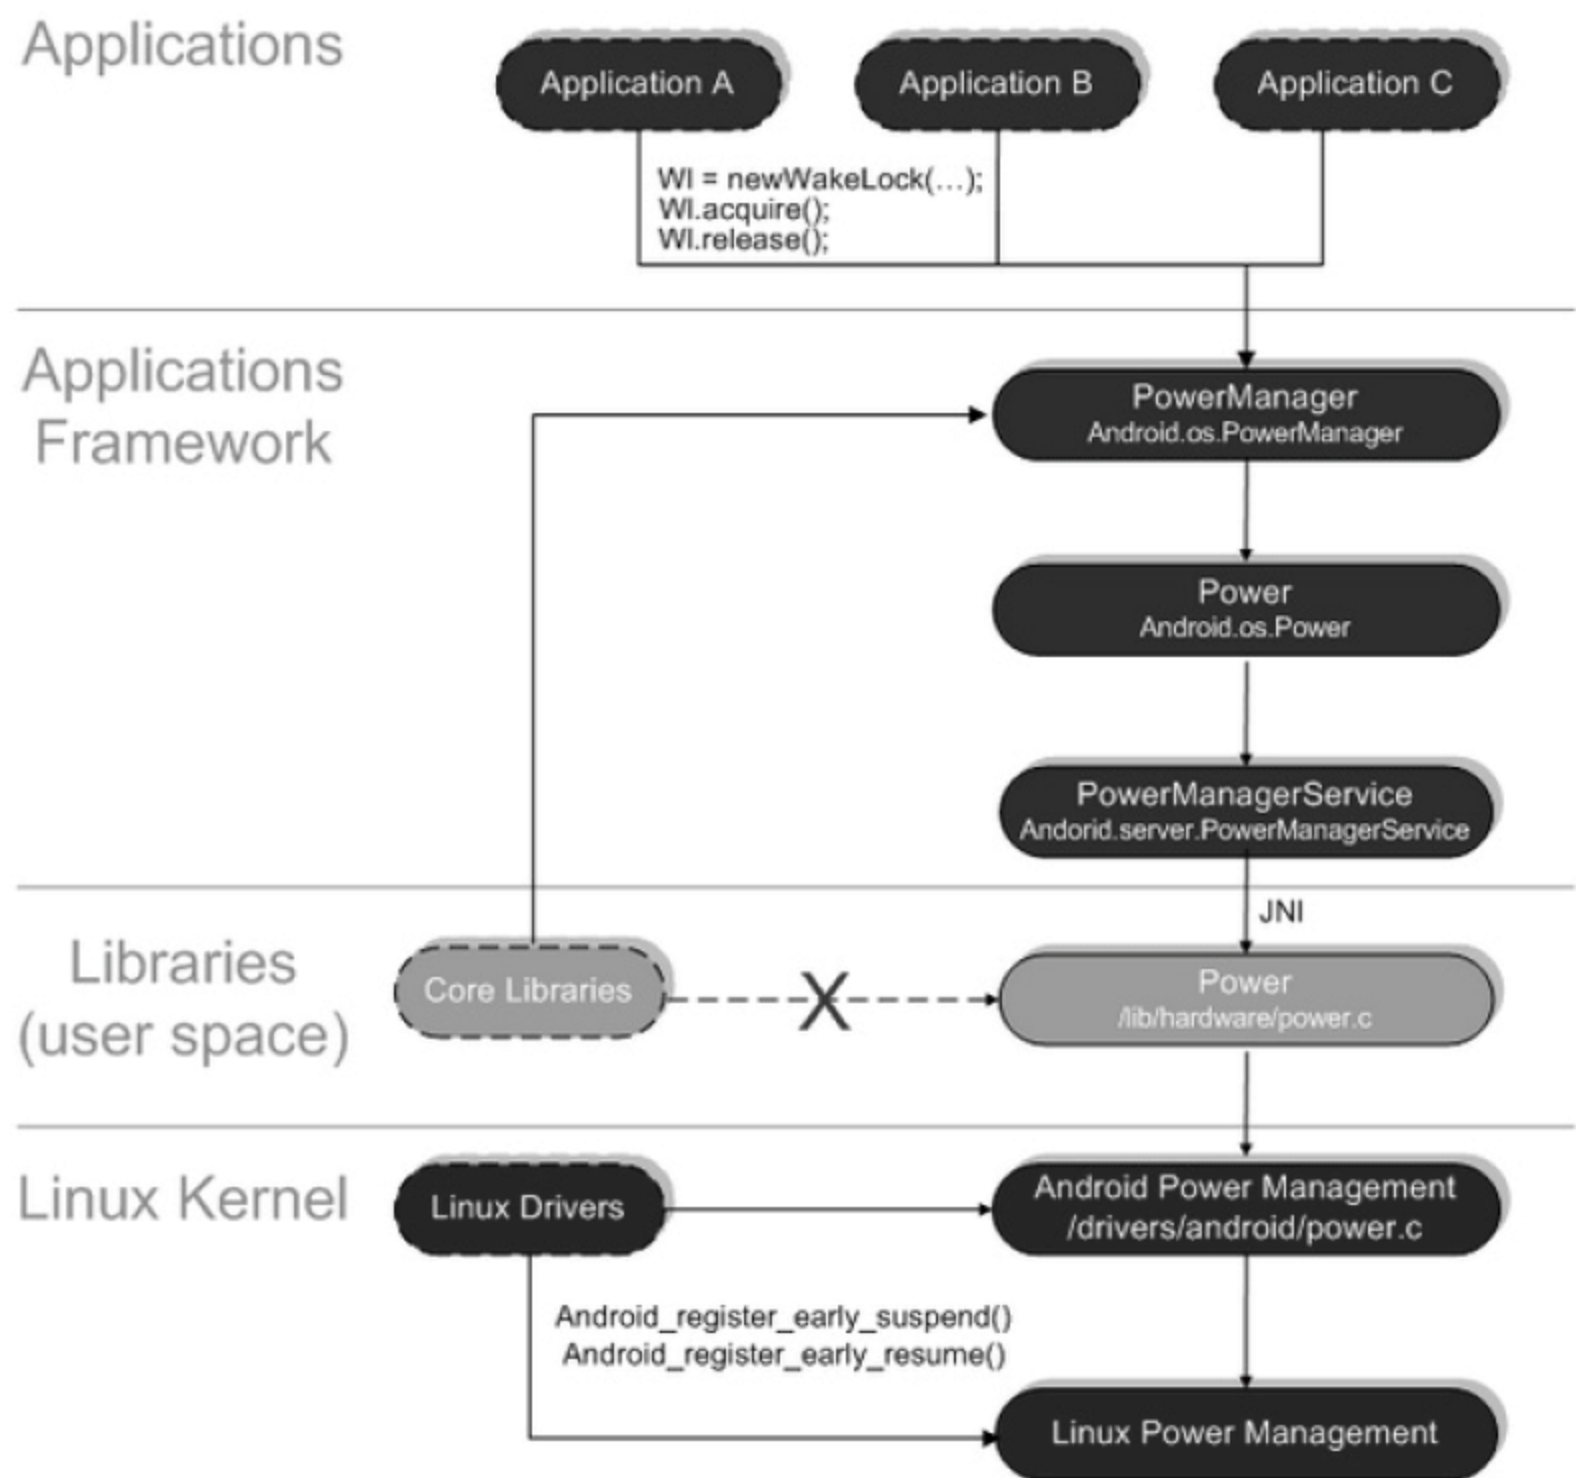 Applications
Application A
Application B
Application C
Wl = newWakeLock(...);
Wl.acquire();
Wl.release();
Applications
Framework
PowerManager
Android.os.PowerManager
Power
Android.os.Power
PowerManagerService
Andorid.server.PowerManagerService
JNI
Libraries
(user space)
Core Libraries
X
Power
/lib/hardware/power.c
Linux Kernel
Linux Drivers
Android Power Management
/drivers/android/power.c
Android_register_early_suspend()
Android_register_early_resume()
Linux Power Management